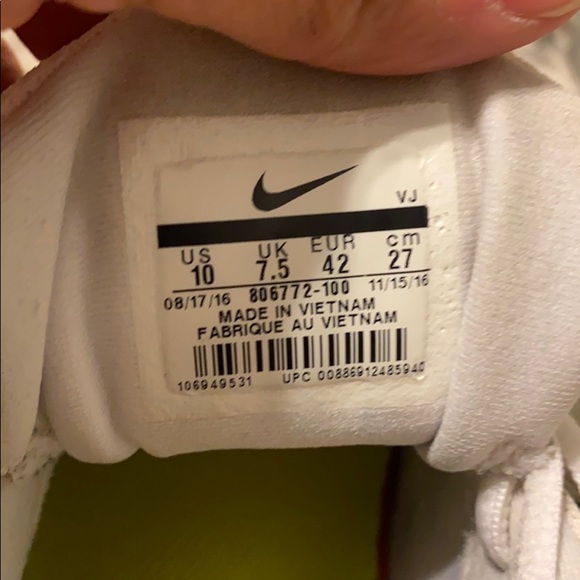 VJ
US UK EUR cm
10 7.5 42 27
08/17/16 806772-100 11/15/16
MADE IN VIETNAM
FABRIQUE AU VIETNAM
106949531 UPC 00886912485940